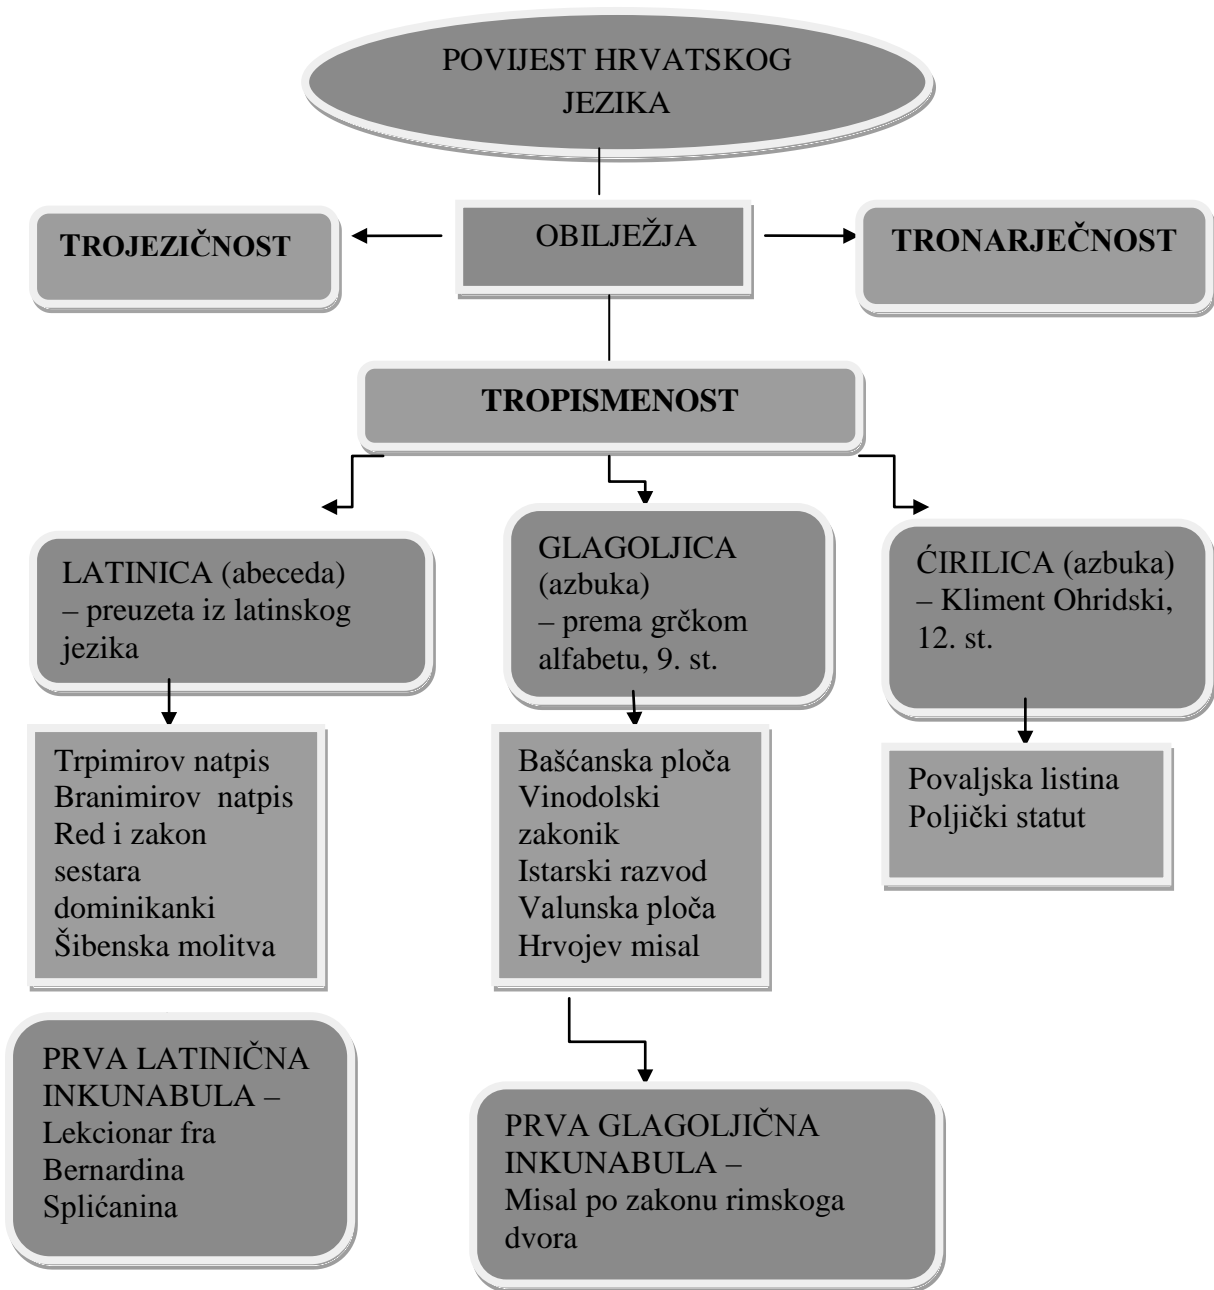 POVIJEST HRVATSKOG
JEZIKA
TROJEZIČNOST
OBILJEŽJA
TRONARJEČNOST
TROPISMENOST
LATINICA (abeceda)
– preuzeta iz latinskog
jezika
GLAGOLJICA
(azbuka)
– prema grčkom
alfabetu, 9. st.
ĆIRILICA (azbuka)
– Kliment Ohridski,
12. st.
Trpimirov natpis
Branimirov natpis
Red i zakon
sestara
dominikanki
Šibenska molitva
Bašćanska ploča
Vinodolski
zakonik
Istarski razvod
Valunska ploča
Hrvojev misal
Povaljska listina
Poljički statut
PRVA LATINIČNA
INKUNABULA –
Lekcionar fra
Bernardina
Splićanina
PRVA GLAGOLJIČNA
INKUNABULA –
Misal po zakonu rimskoga
dvora